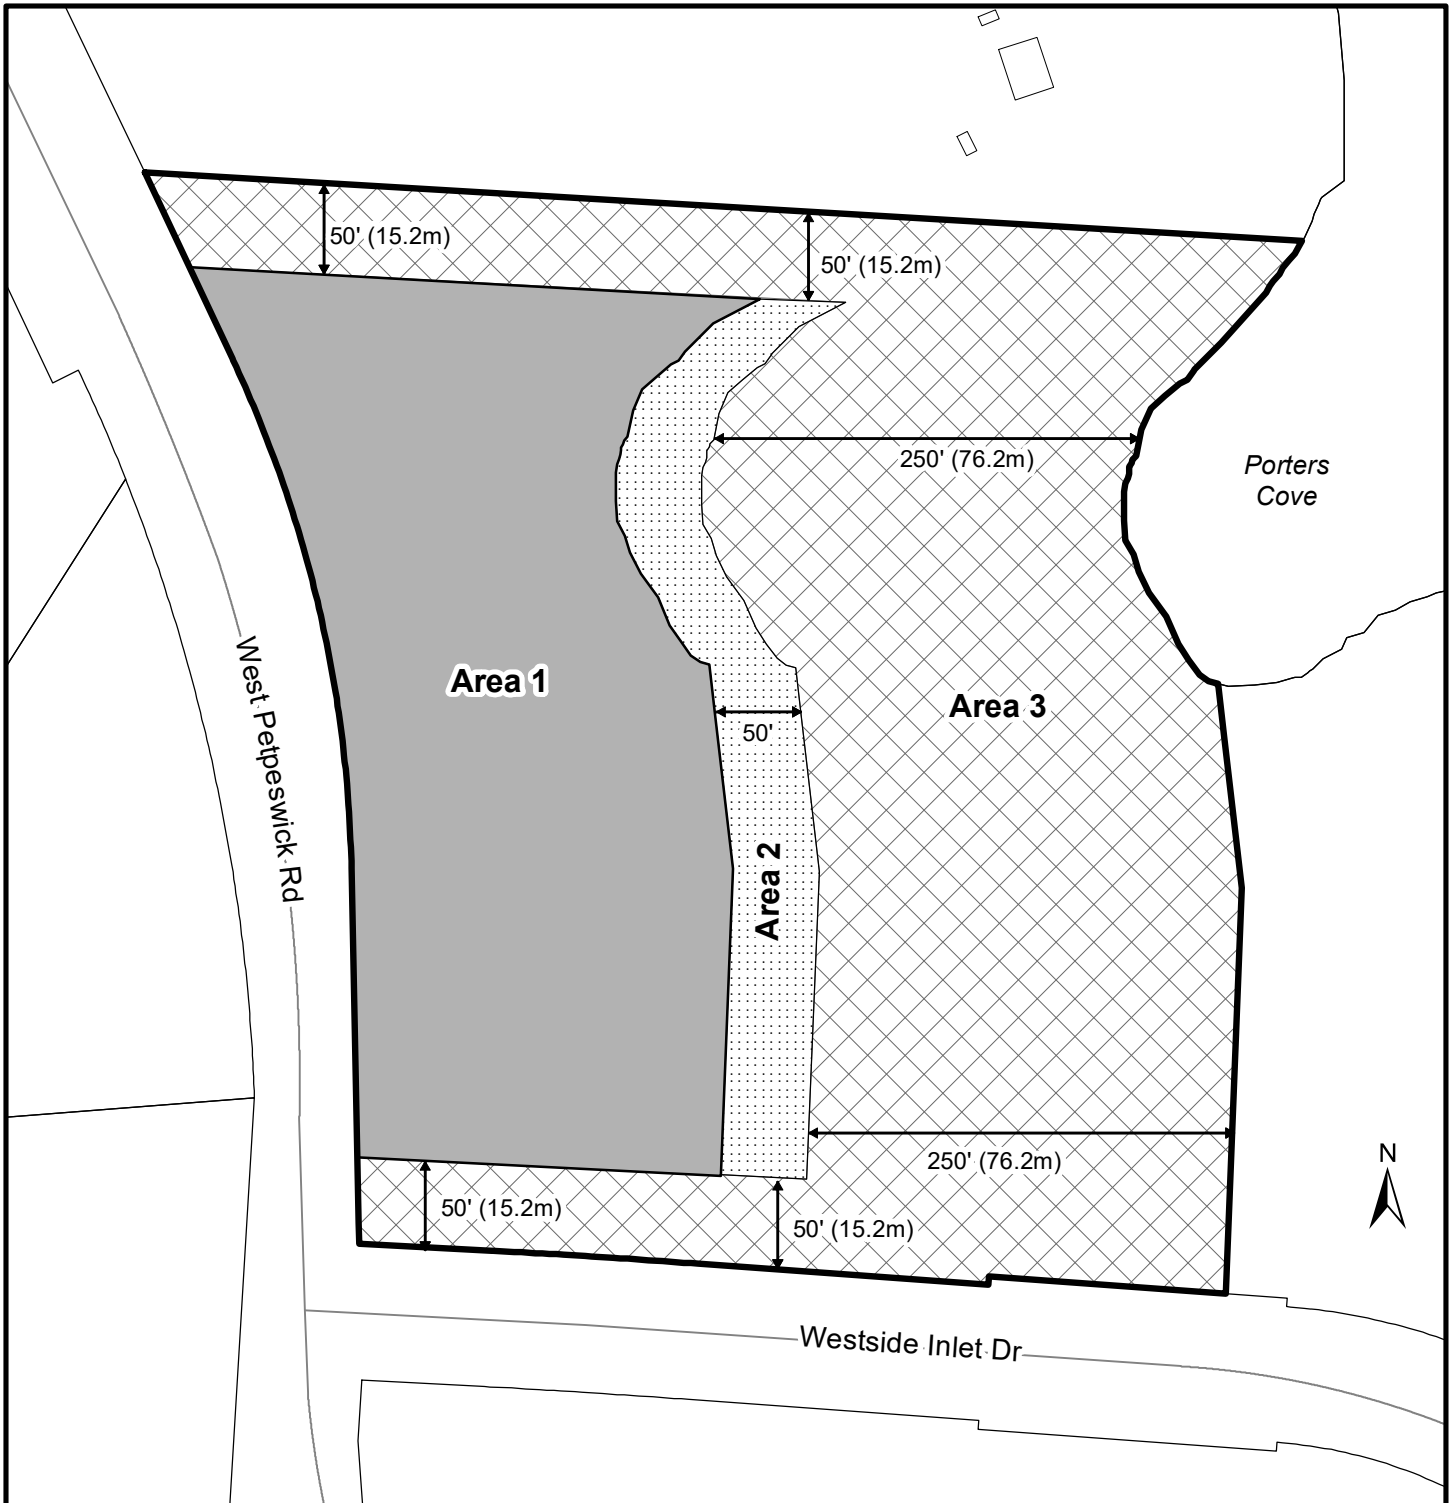 50' (15.2m)
50' (15.2m)
250' (76.2m)
Porters
Cove
West Petpeswick Rd
Area 1
Area 3
50'
Area 2
N
250' (76.2m)
50' (15.2m)
50' (15.2m)
Westside Inlet Dr